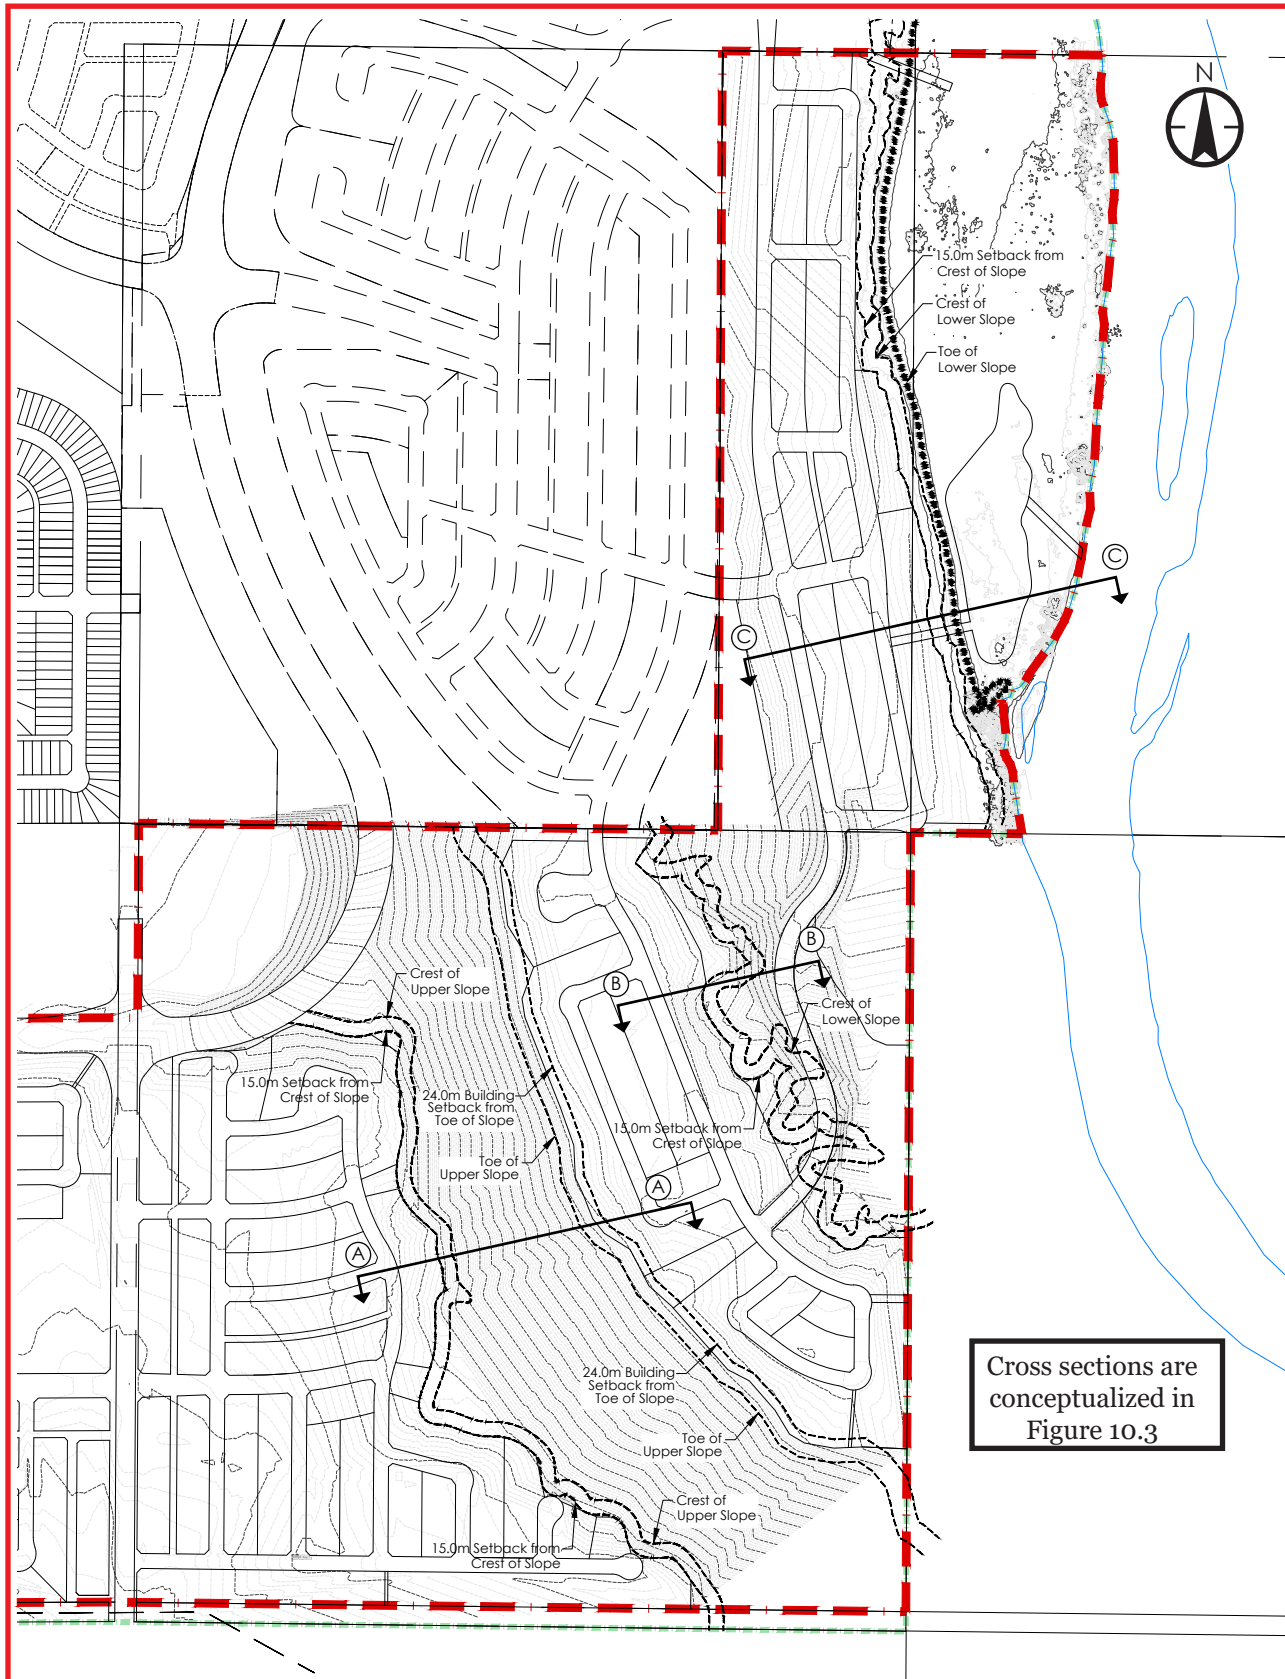 N
15.0m Setback from
Crest of Slope
Crest of
Lower Slope
Toe of
Lower Slope
C
C
B
B
Crest of
Upper Slope
Crest of
Lower Slope
15.0m Setback from
Crest of Slope
24.0m Building
Setback from
Toe of Slope
15.0m Setback from
Crest of Slope
Toe of
Upper Slope
A
A
24.0m Building
Setback from
Toe of Slope
Toe of
Upper Slope
Crest of
Upper Slope
15.0m Setback from
Crest of Slope
Cross sections are
conceptualized in
Figure 10.3